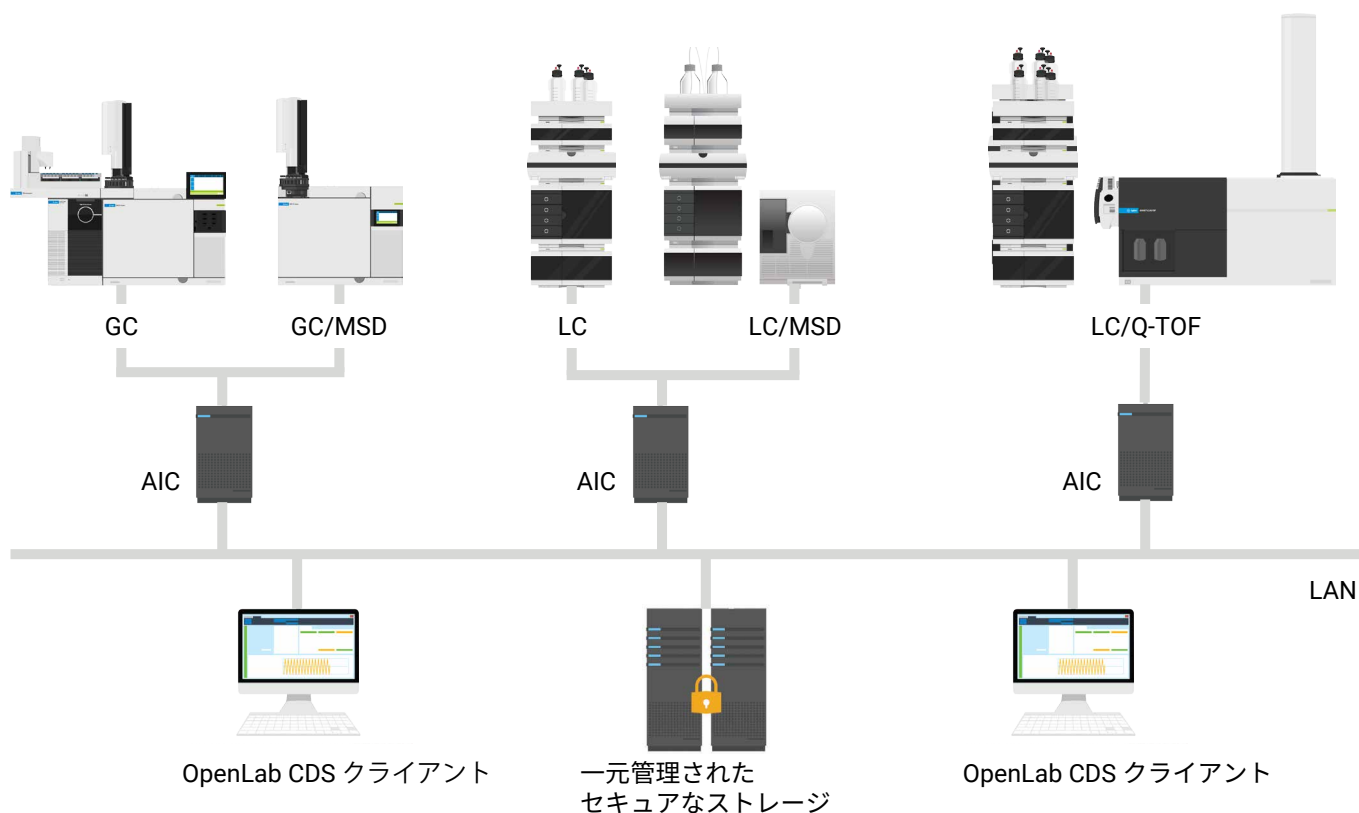 GC
GC/MSD
LC
LC/MSD
LC/Q-TOF
AIC
AIC
AIC
LAN
OpenLab CDS クライアント
一元管理された
セキュアなストレージ
OpenLab CDS クライアント